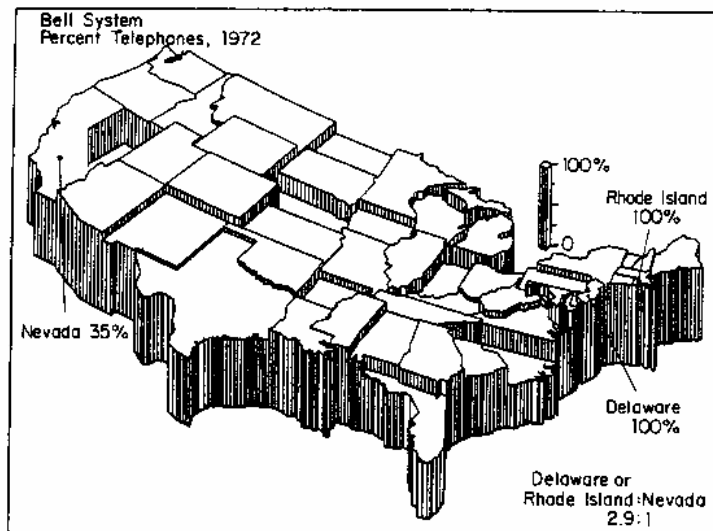 Bell System
Percent Telephones, 1972
100%
0
Rhode Island
100%
Nevada 35%
Delaware
100%
Delaware or
Rhode Island:Nevada
2.9:1